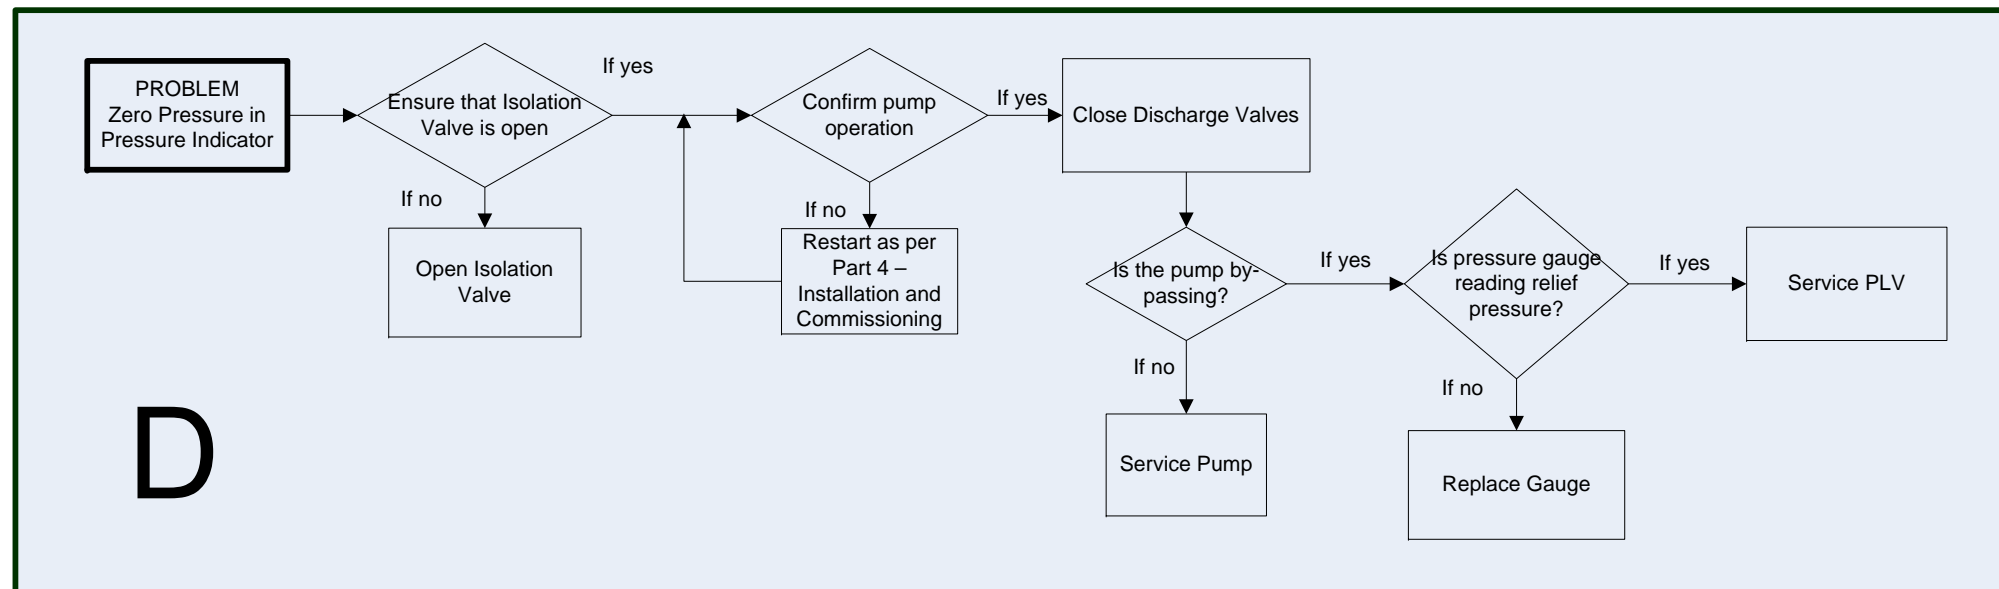 PROBLEM
Zero Pressure in
Pressure Indicator
Ensure that Isolation
Valve is open
If yes
If no
Open Isolation
Valve
Confirm pump
operation
If yes
If no
Restart as per
Part 4 –
Installation and
Commissioning
Close Discharge Valves
Is the pump by-
passing?
If yes
If no
Service Pump
Is pressure gauge
reading relief
pressure?
If yes
If no
Replace Gauge
Service PLV
D